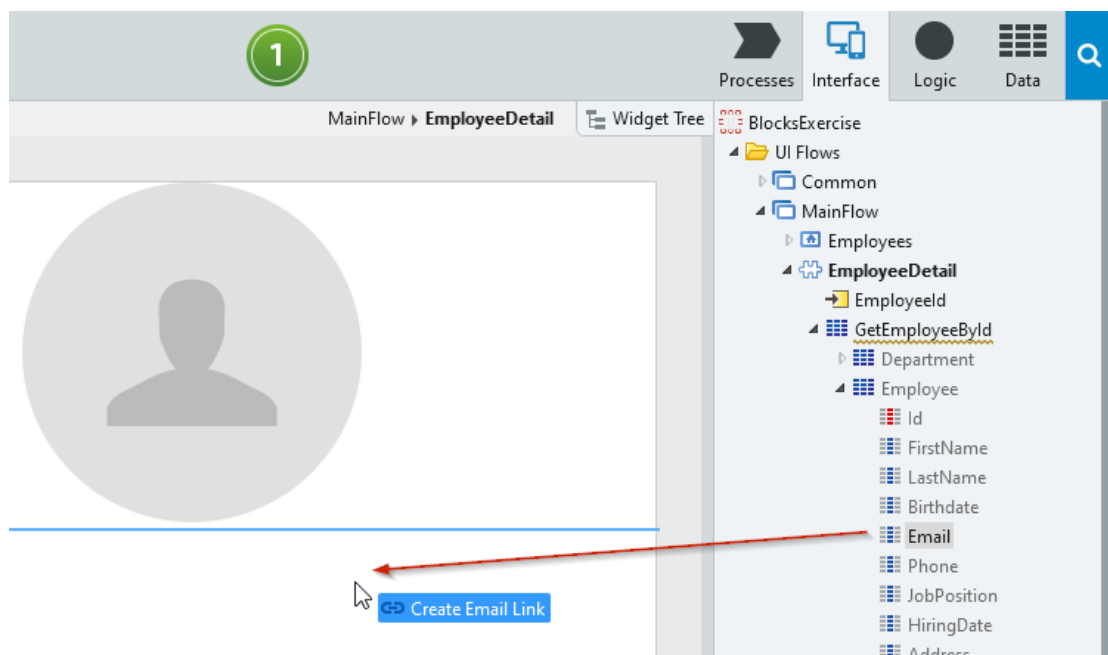 1
Processes Interface Logic Data
MainFlow EmployeeDetail Widget Tree
BlocksExercise
UI Flows
Common
MainFlow
Employees
EmployeeDetail
EmployeeId
GetEmployeeById
Department
Employee
Id
FirstName
LastName
Birthdate
Email
Phone
JobPosition
Create Email Link
HiringDate
Address